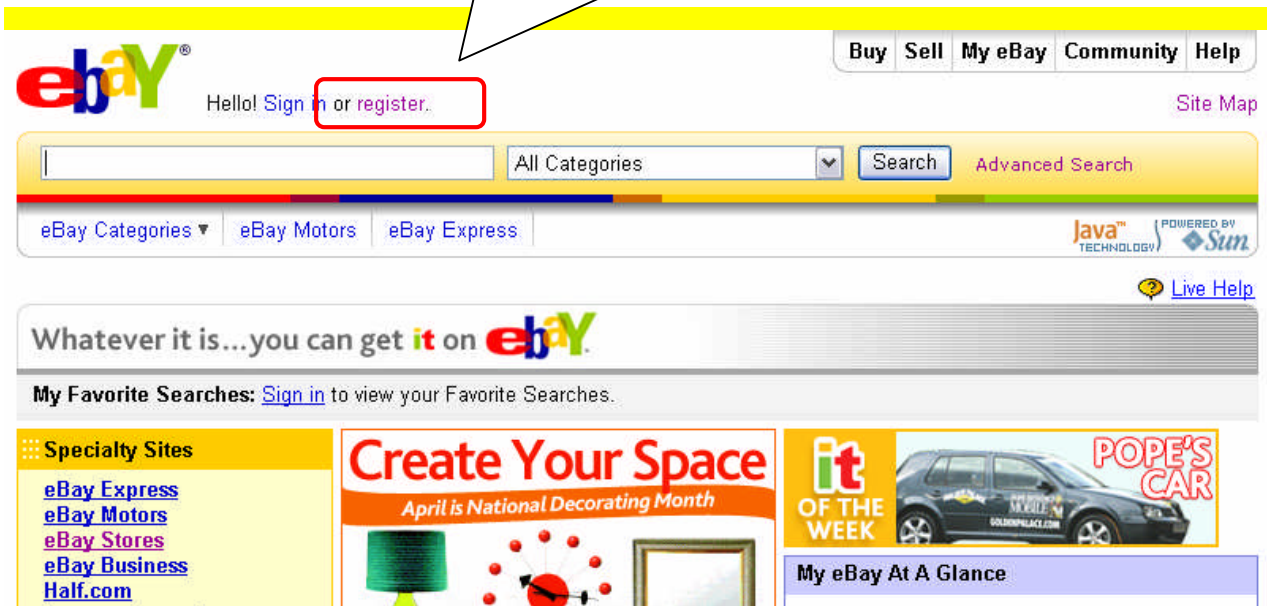 ebaY®
Buy Sell My eBay Community Help
Hello! Sign in or register.
Site Map
All Categories
Search
Advanced Search
eBay Categories
eBay Motors
eBay Express
Java™
TECHNOLOGY
POWERED BY
Sun
Live Help
Whatever it is...you can get it on ebaY.
My Favorite Searches: Sign in to view your Favorite Searches.
Specialty Sites
eBay Express
eBay Motors
eBay Stores
eBay Business
Half.com
Create Your Space
April is National Decorating Month
it
OF THE
WEEK
POPE'S
CAR
MOBILE
GOLDENPALACE.COM
My eBay At A Glance